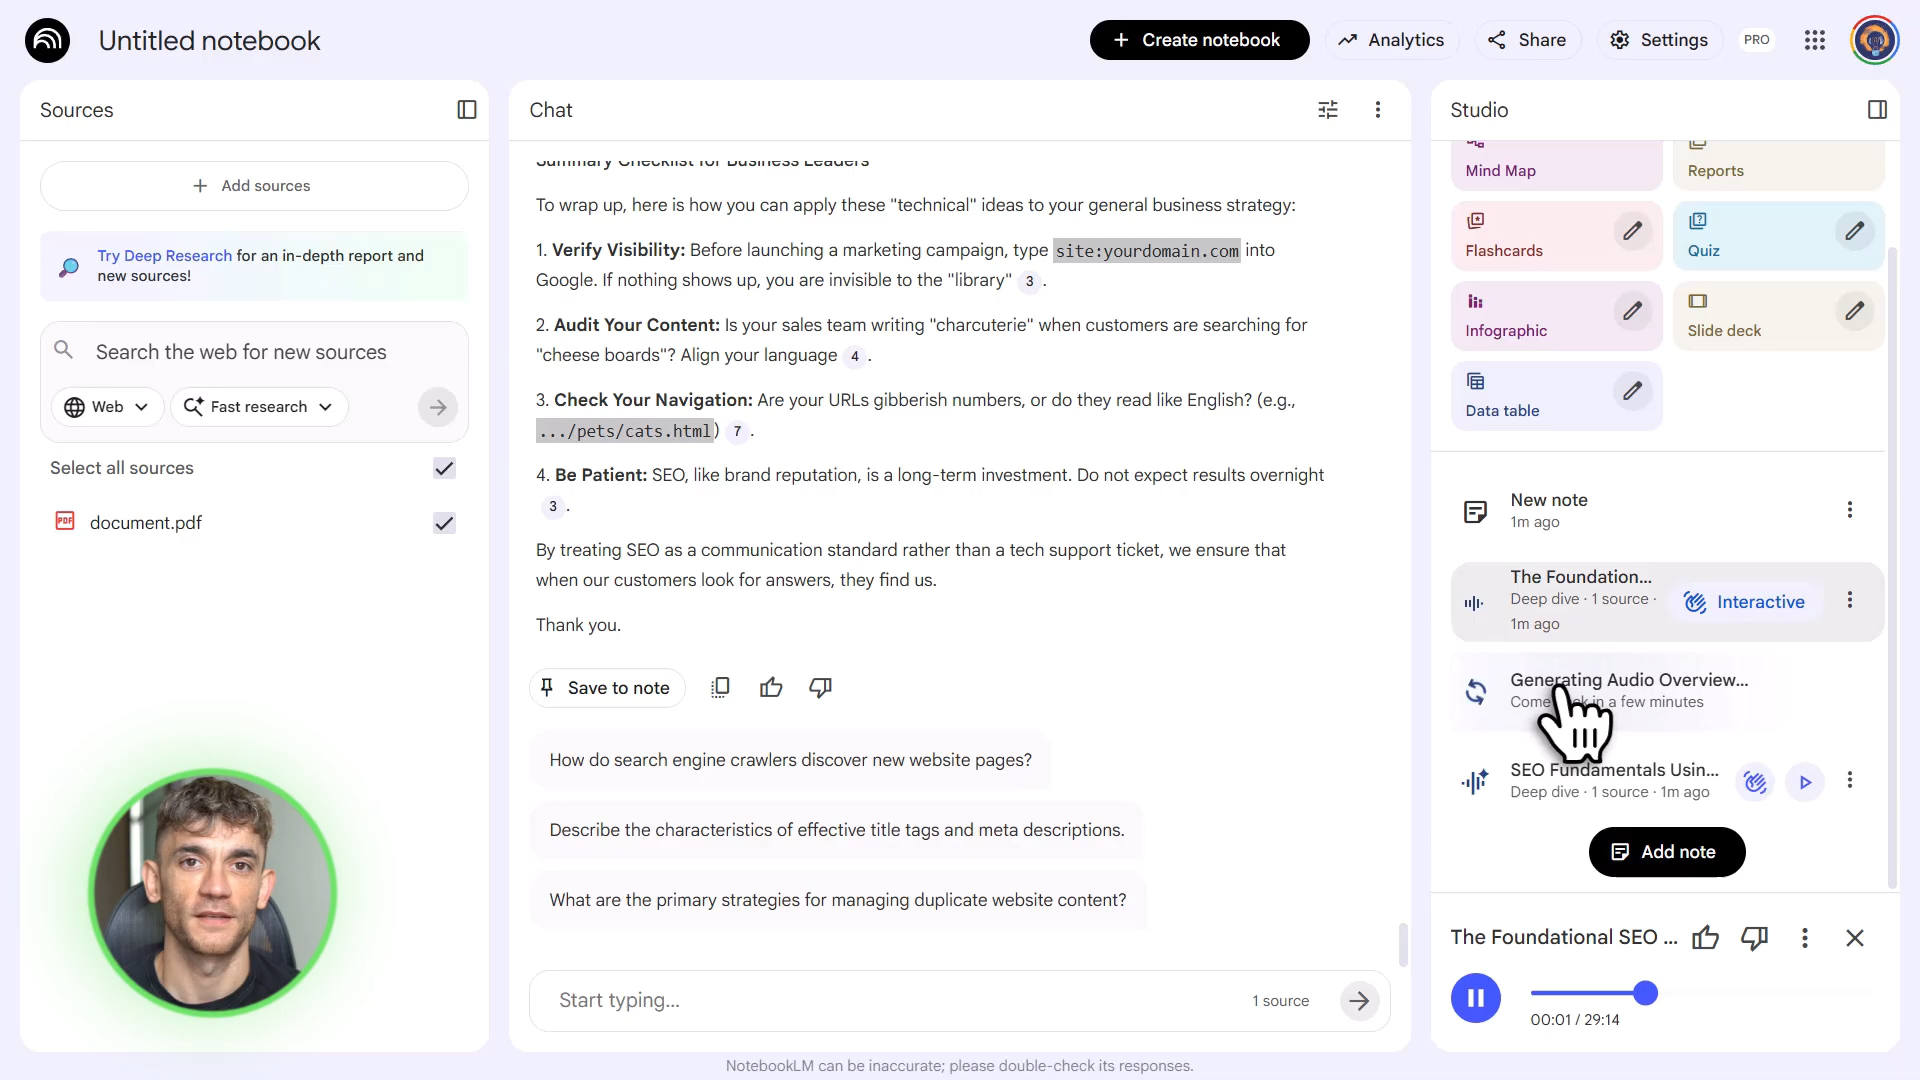 Untitled notebook
Create notebook
Analytics
Share
Settings
PRO
Sources
Add sources
Try Deep Research for an in-depth report and
new sources!
Search the web for new sources
Web
Fast research
Select all sources
PDF
document.pdf
Chat
Summary Checklist for Business Leaders
To wrap up, here is how you can apply these "technical" ideas to your general business strategy:
1. Verify Visibility: Before launching a marketing campaign, type site:yourdomain.com into
Google. If nothing shows up, you are invisible to the "library" 3 .
2. Audit Your Content: Is your sales team writing "charcuterie" when customers are searching for
"cheese boards"? Align your language 4 .
3. Check Your Navigation: Are your URLs gibberish numbers, or do they read like English? (e.g.,
.../pets/cats.html) 7 .
4. Be Patient: SEO, like brand reputation, is a long-term investment. Do not expect results overnight
3 .
By treating SEO as a communication standard rather than a tech support ticket, we ensure that
when our customers look for answers, they find us.
Thank you.
Save to note
How do search engine crawlers discover new website pages?
Describe the characteristics of effective title tags and meta descriptions.
What are the primary strategies for managing duplicate website content?
Start typing...
1 source
NotebookLM can be inaccurate; please double-check its responses.
Studio
Mind Map
Reports
Flashcards
Quiz
Infographic
Slide deck
Data table
New note
1m ago
The Foundation...
Deep dive · 1 source ·
1m ago
Interactive
Generating Audio Overview...
Come in a few minutes
SEO Fundamentals Usin...
Deep dive · 1 source · 1m ago
Add note
The Foundational SEO ...
00:01 / 29:14